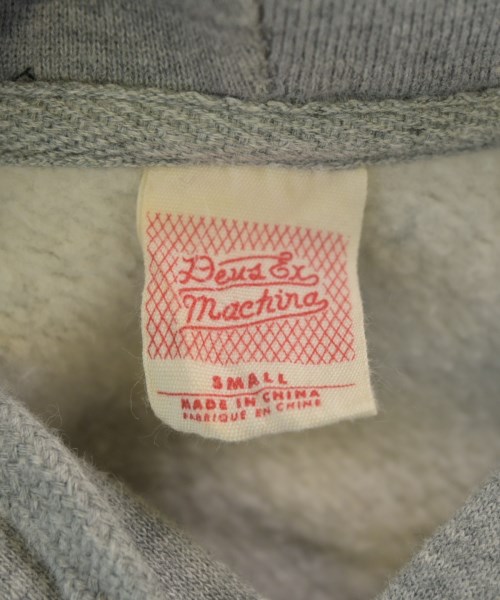 Deus Ex
Machina
SMALL
MADE IN CHINA
FABRIQUE EN CHINE